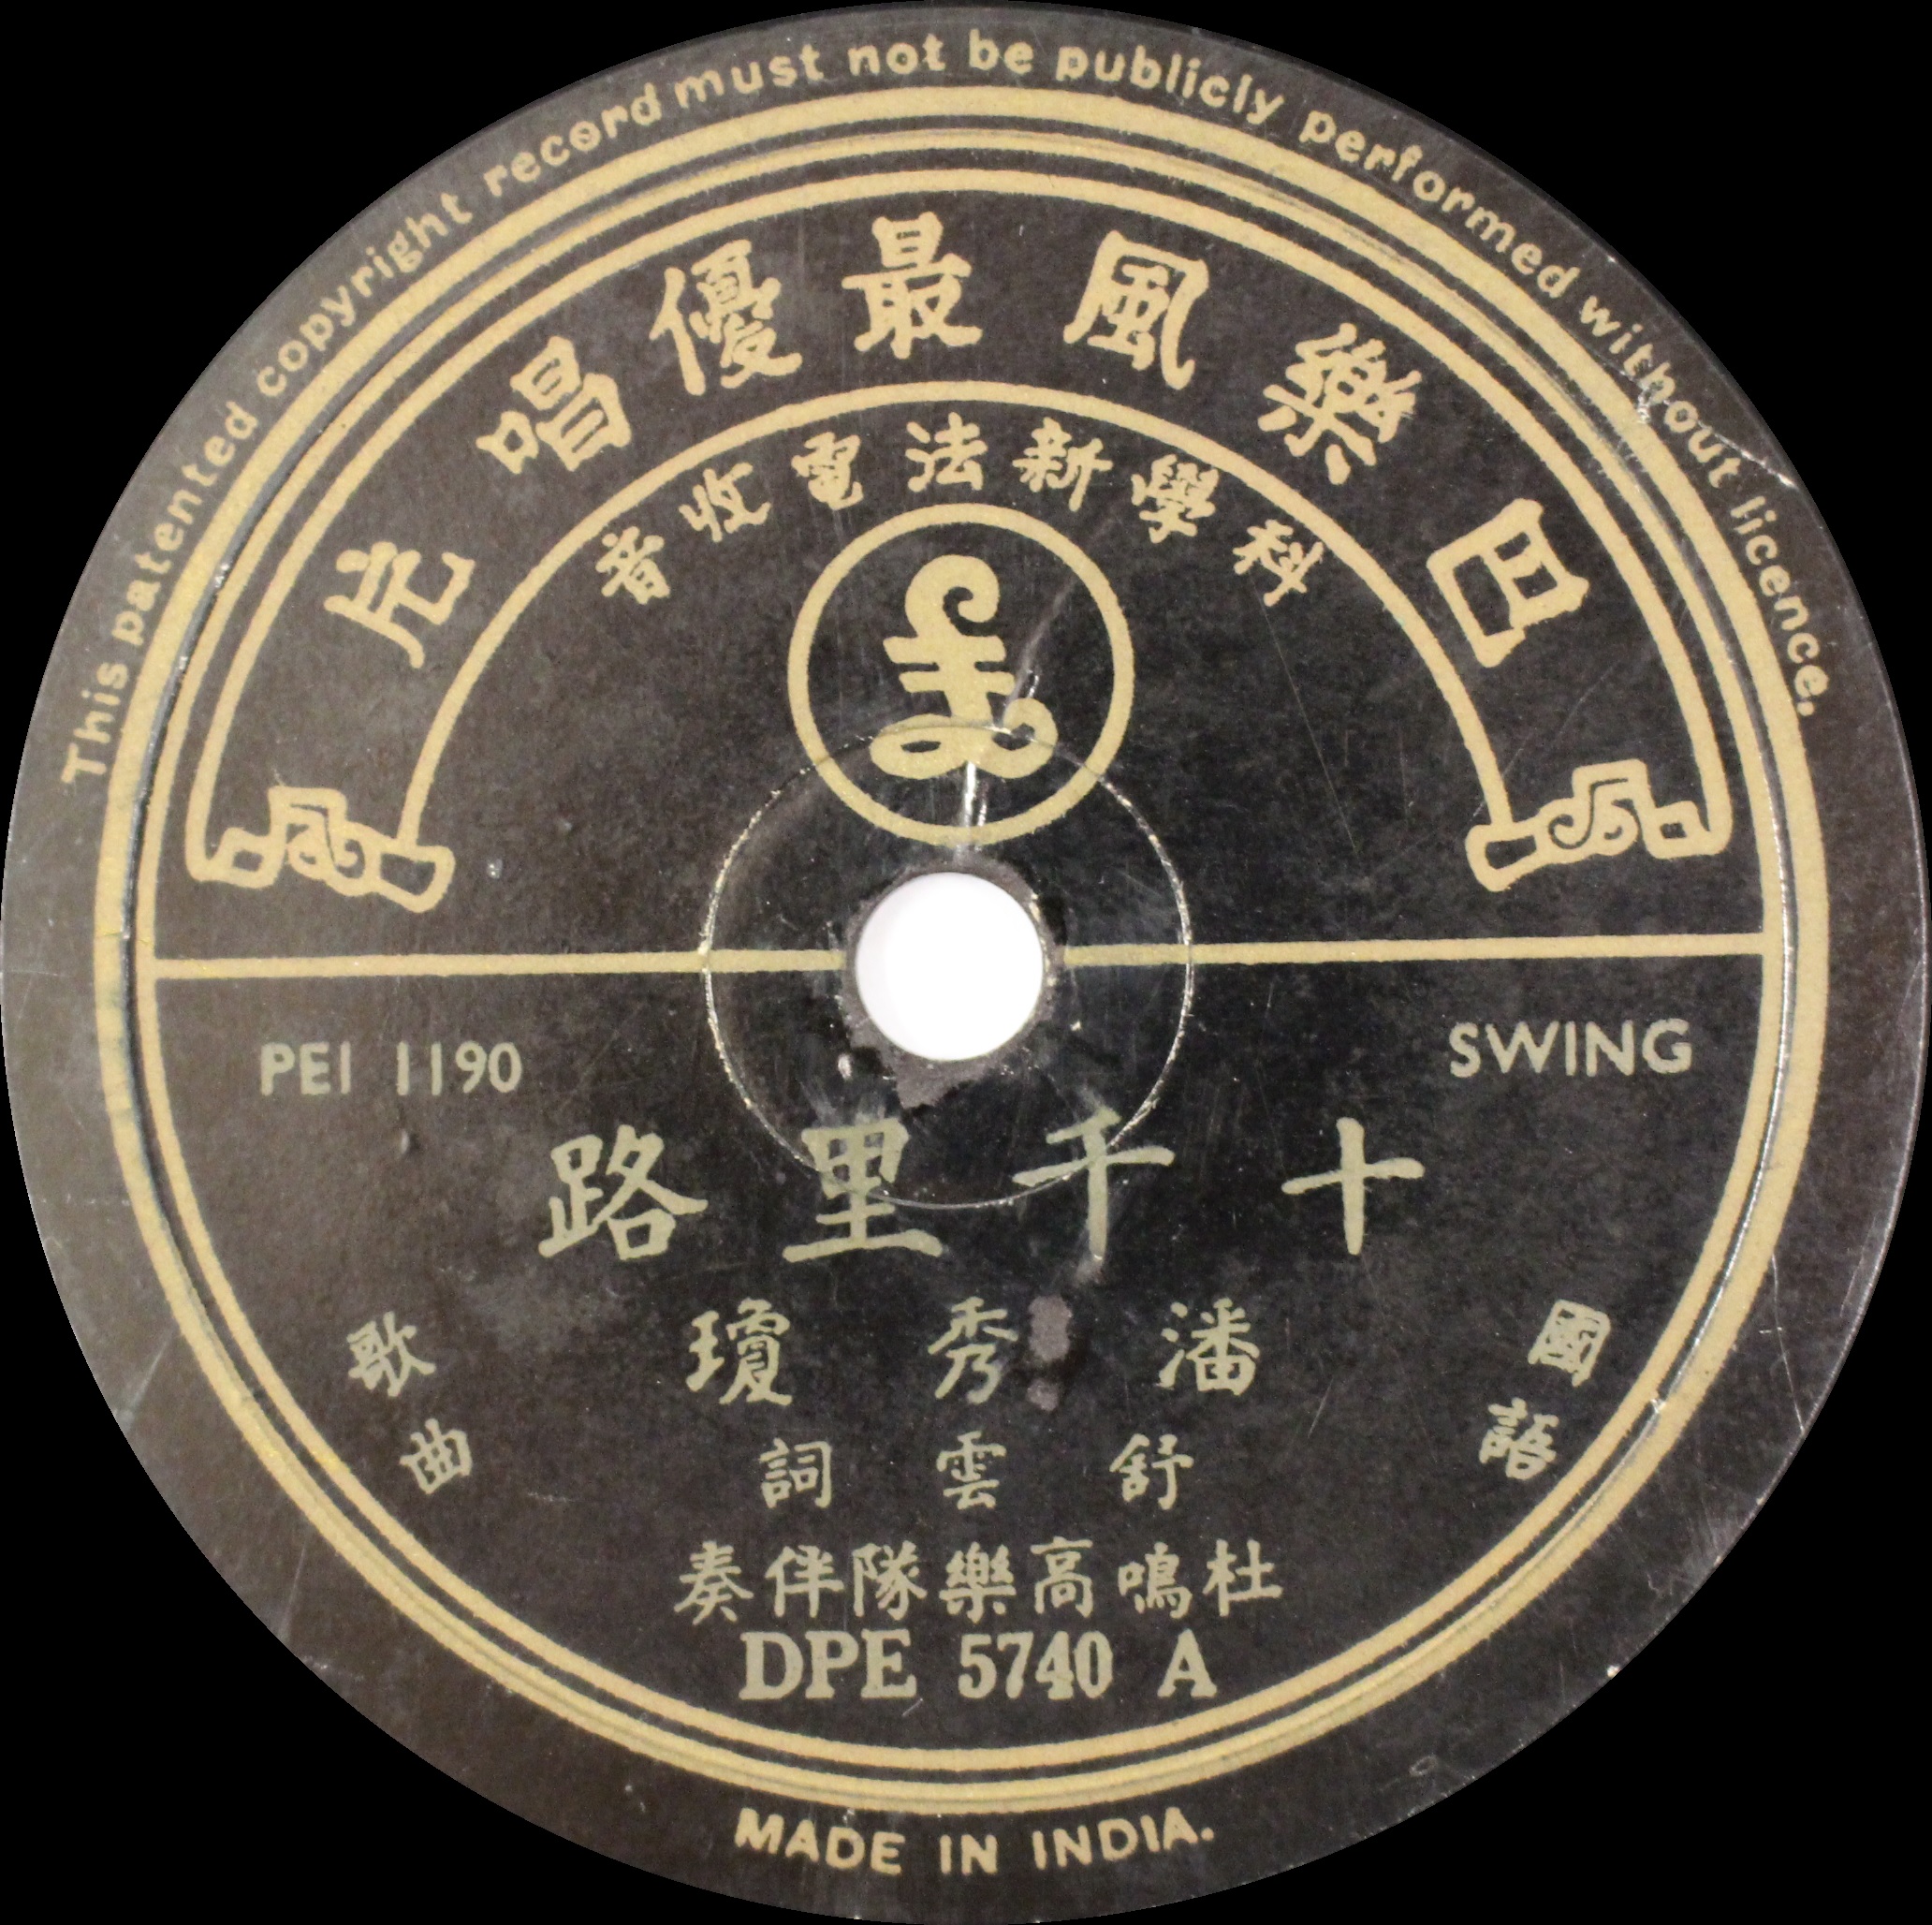 This patented copyright record must not be publicly performed without licence.
巴樂風最優唱片
科學新法電收音
PEI 1190
SWING
十千里路
國語
潘秀瓊
歌曲
舒雲詞
杜鳴高樂隊伴奏
DPE 5740 A
MADE IN INDIA.